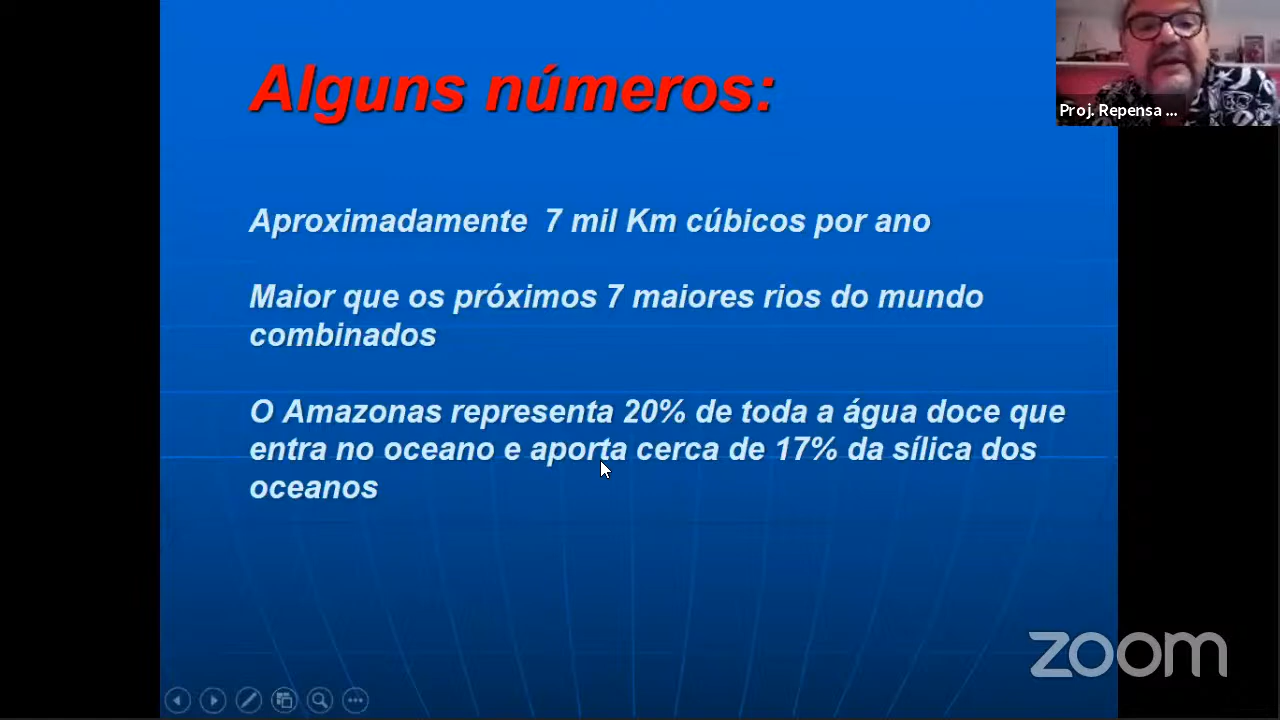 Alguns números:
Proj. Repensa ...
Aproximadamente  7 mil Km cúbicos por ano
Maior que os próximos 7 maiores rios do mundo
combinados
O Amazonas representa 20% de toda a água doce que
entra no oceano e aporta cerca de 17% da sílica dos
oceanos
zoom